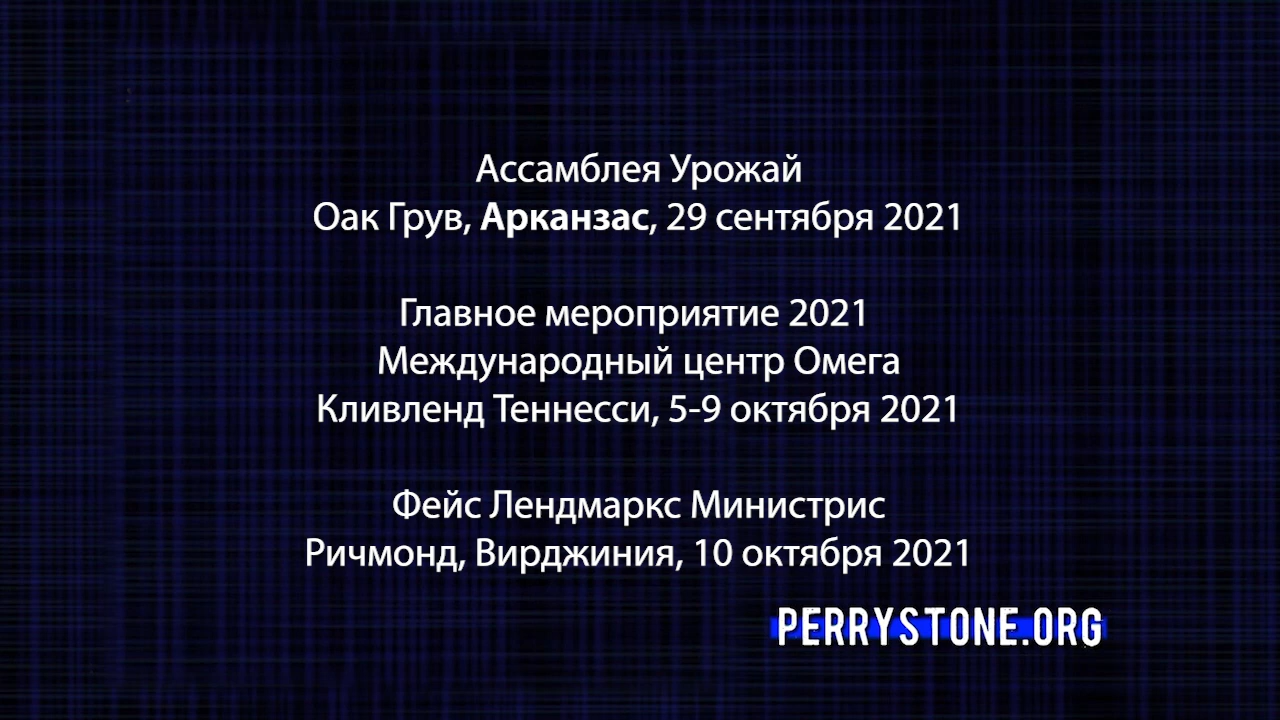 Ассамблея Урожай
Оак Грув, Арканзас, 29 сентября 2021
Главное мероприятие 2021
Международный центр Омега
Кливленд Теннесси, 5-9 октября 2021
Фейс Лендмаркс Министрис
Ричмонд, Вирджиния, 10 октября 2021
PERRYSTONE.ORG